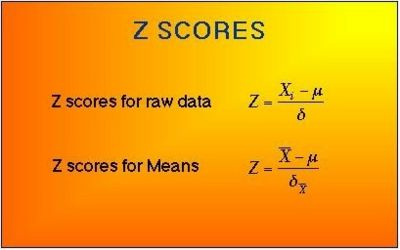 Z SCORES
Z scores for raw data Z = (Xᵢ − μ) / δ
Z scores for Means Z = (X̅ − μ) / δ_X̅